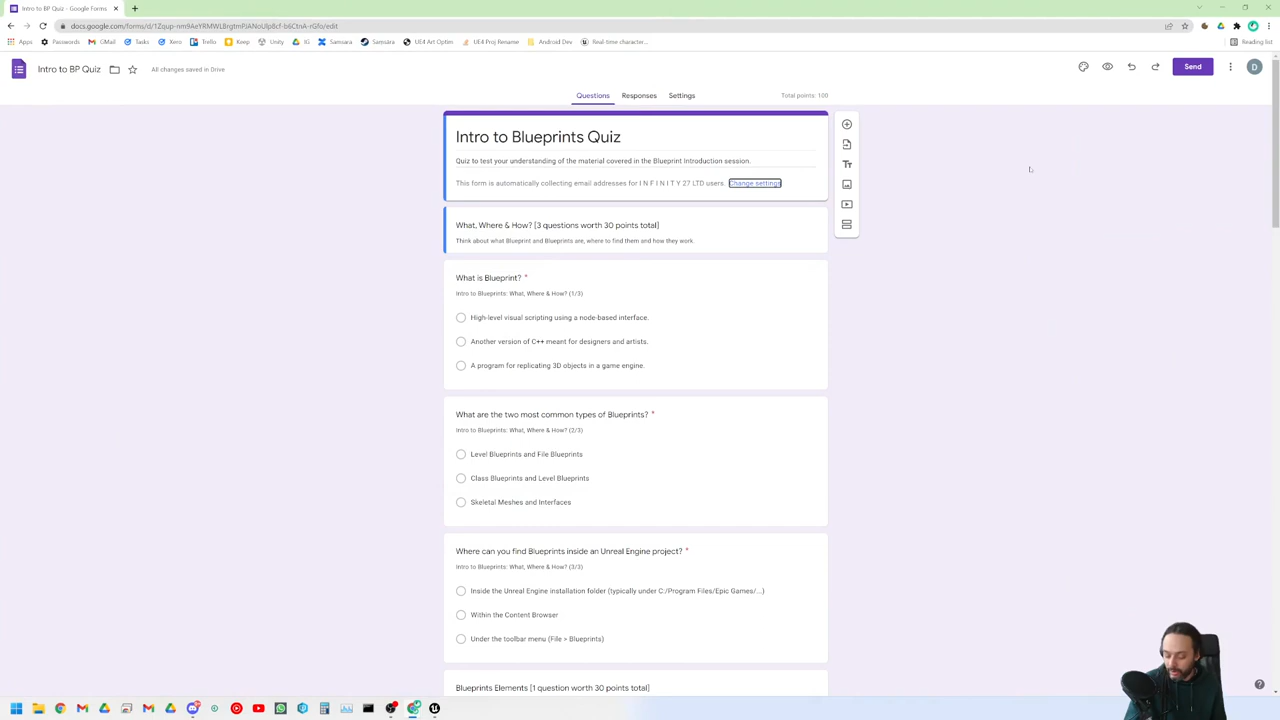 Intro to BP Quiz - Google Forms
docs.google.com/forms/d/
/edit
Apps Passwords GMail Tasks Xero Trello Keep Unity IG Samsara Samsara UE4 Art Optim UE4 Proj Rename Android Dev Real-time character... Reading list
Intro to BP Quiz All changes saved in Drive Send D
Questions Responses Settings Total points: 100
Intro to Blueprints Quiz
Quiz to test your understanding of the material covered in the Blueprint Introduction session.
This form is automatically collecting email addresses for I N F I N I T Y 27 LTD users. Change settings
What, Where & How? [3 questions worth 30 points total]
Think about what Blueprint and Blueprints are, where to find them and how they work.
What is Blueprint? *
Intro to Blueprints: What, Where & How? (1/3)
High-level visual scripting using a node-based interface.
Another version of C++ meant for designers and artists.
A program for replicating 3D objects in a game engine.
What are the two most common types of Blueprints? *
Intro to Blueprints: What, Where & How? (2/3)
Level Blueprints and File Blueprints
Class Blueprints and Level Blueprints
Skeletal Meshes and Interfaces
Where can you find Blueprints inside an Unreal Engine project? *
Intro to Blueprints: What, Where & How? (3/3)
Inside the Unreal Engine installation folder (typically under C:/Program Files/Epic Games/...)
Within the Content Browser
Under the toolbar menu (File > Blueprints)
Blueprints Elements [1 question worth 30 points total]